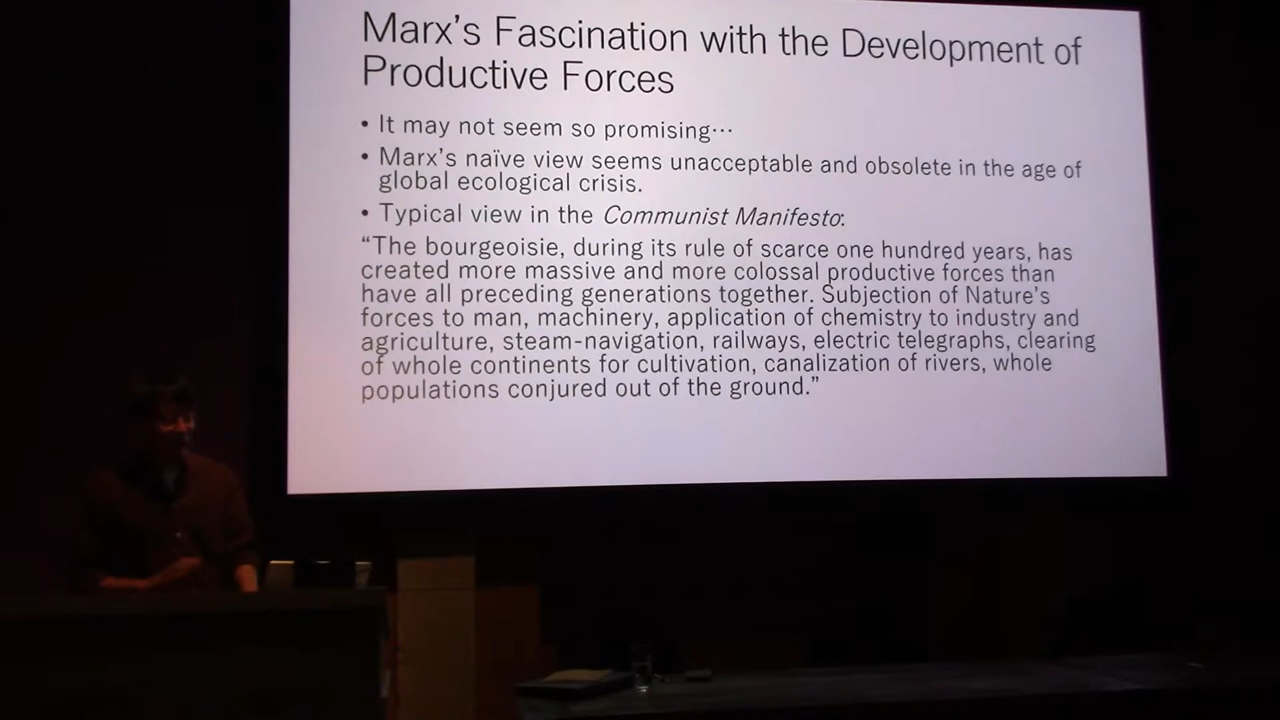 Marx's Fascination with the Development of
Productive Forces
• It may not seem so promising…
• Marx's naïve view seems unacceptable and obsolete in the age of
global ecological crisis.
• Typical view in the Communist Manifesto:
“The bourgeoisie, during its rule of scarce one hundred years, has
created more massive and more colossal productive forces than
have all preceding generations together. Subjection of Nature's
forces to man, machinery, application of chemistry to industry and
agriculture, steam-navigation, railways, electric telegraphs, clearing
of whole continents for cultivation, canalization of rivers, whole
populations conjured out of the ground.”